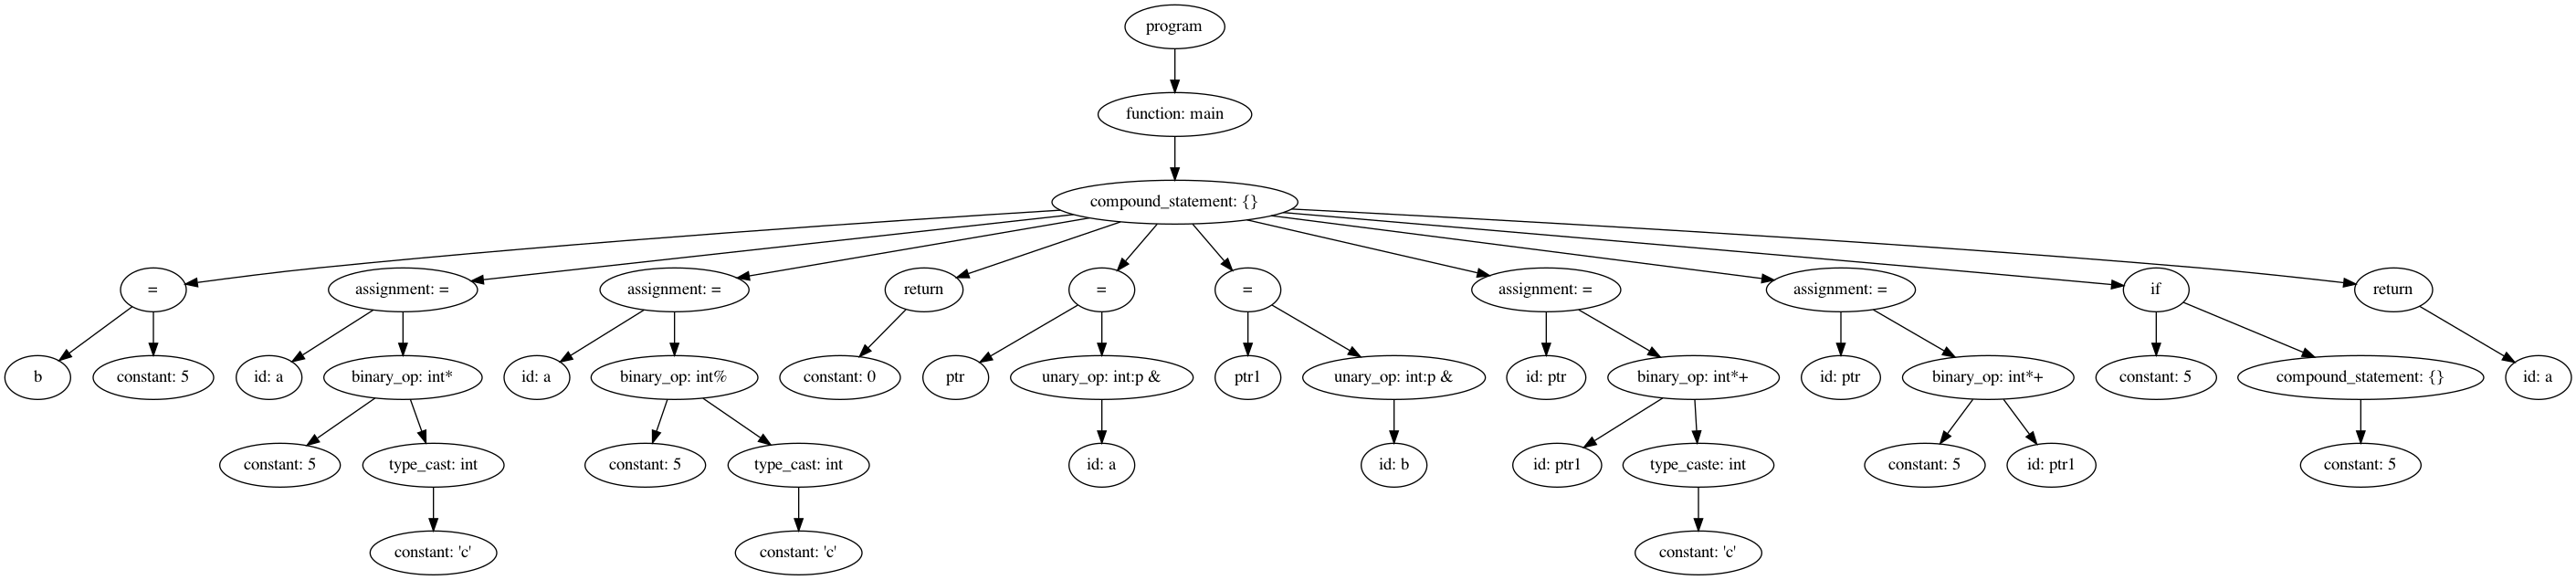 program
function: main
compound_statement: {}
=
assignment: =
assignment: =
return
=
=
assignment: =
assignment: =
if
return
b
constant: 5
id: a
binary_op: int*
id: a
binary_op: int%
constant: 0
ptr
unary_op: int:p &
ptr1
unary_op: int:p &
id: ptr
binary_op: int*+
id: ptr
binary_op: int*+
constant: 5
compound_statement: {}
id: a
constant: 5
type_cast: int
constant: 5
type_cast: int
id: a
id: b
id: ptr1
type_caste: int
constant: 5
id: ptr1
constant: 5
constant: 'c'
constant: 'c'
constant: 'c'